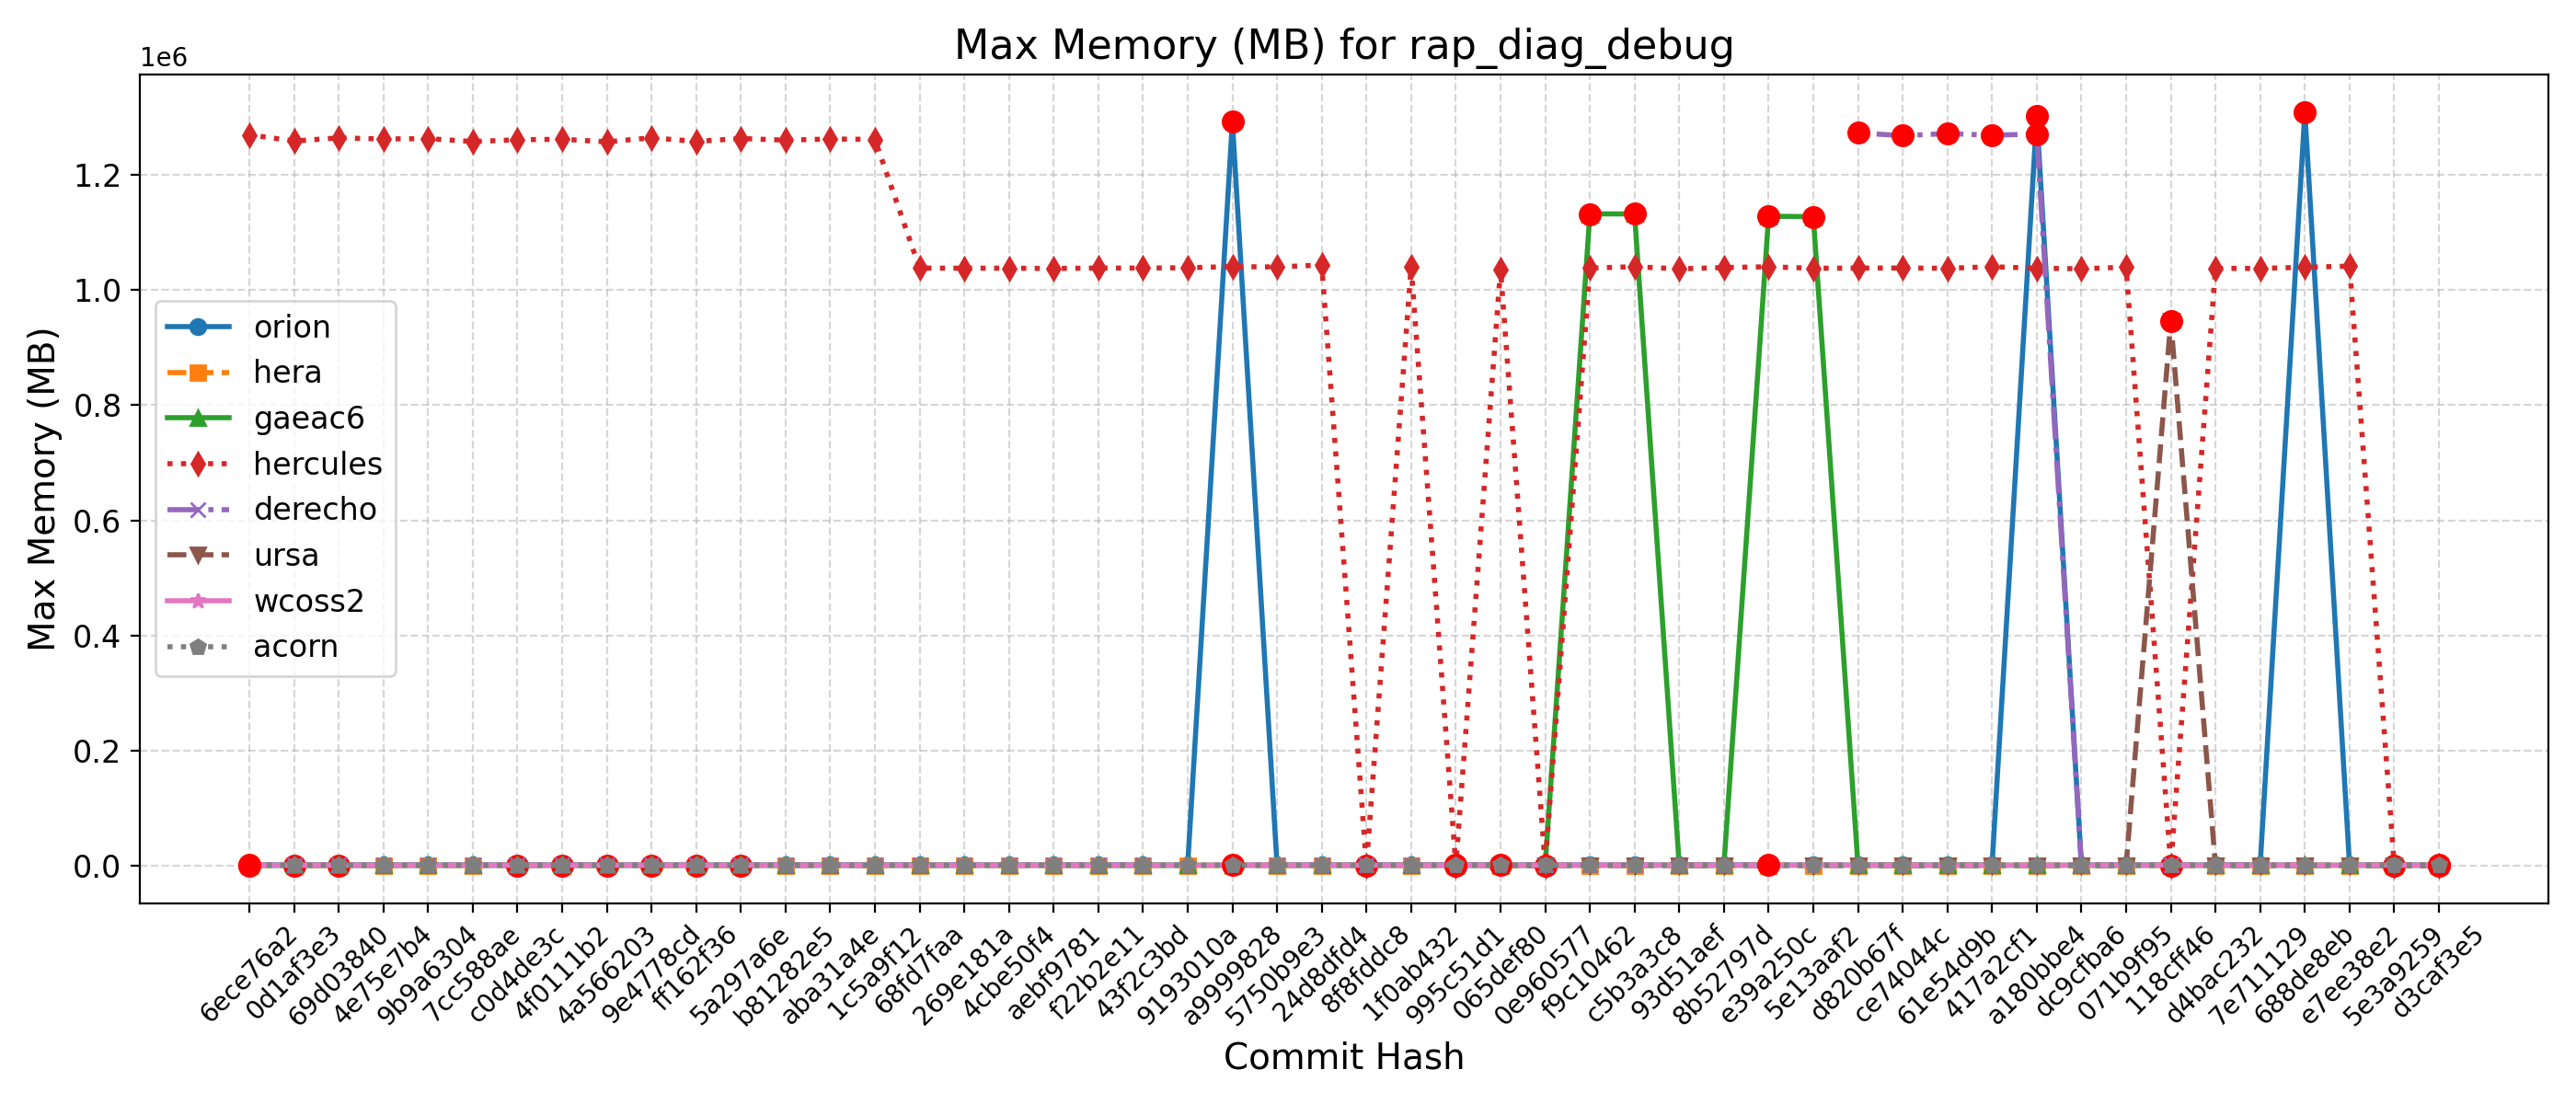 Max Memory (MB) for rap_diag_debug
1e6
Max Memory (MB)
1.2
1.0
0.8
0.6
0.4
0.2
0.0
orion
hera
gaeac6
hercules
derecho
ursa
wcoss2
acorn
6ece76a2
0d1af3e3
69d03840
4e75e7b4
9b9a6304
7cc588ae
c0d4de3c
4f0111b2
4a566203
9e4778cd
ff162f36
5a297a6e
b81282e5
aba31a4e
1c5a9f12
68fd7faa
269e181a
4cbe50f4
aebf9781
f22b2e11
43f2c3bd
9193010a
a9999828
5750b9e3
24d8dfd4
8f8fddc8
1f0ab432
995c51d1
065def80
0e960577
f9c10462
c5b3a3c8
93d51aef
8b52797d
e39a250c
5e13aaf2
d820b67f
ce74044c
61e54d9b
417a2cf1
a180bbe4
dc9cfba6
071b9f95
118cff46
d4bac232
7e711129
688de8eb
e7ee38e2
5e3a9259
d3caf3e5
Commit Hash